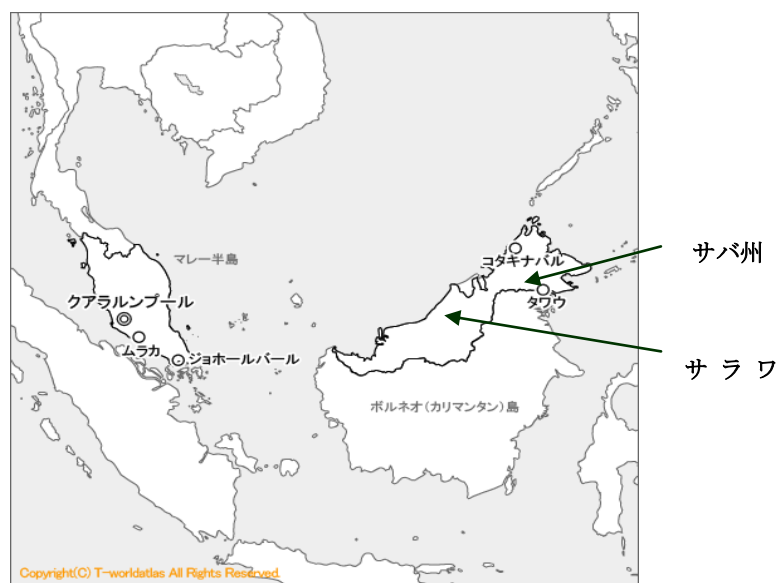 コタキナバル
サバ州
マレー半島
タワウ
クアラルンプール
ムラカ
ジョホールバール
サ ラ ワ
ボルネオ(カリマンタン)島
Copyright(C) T-worldatlas All Rights Reserved